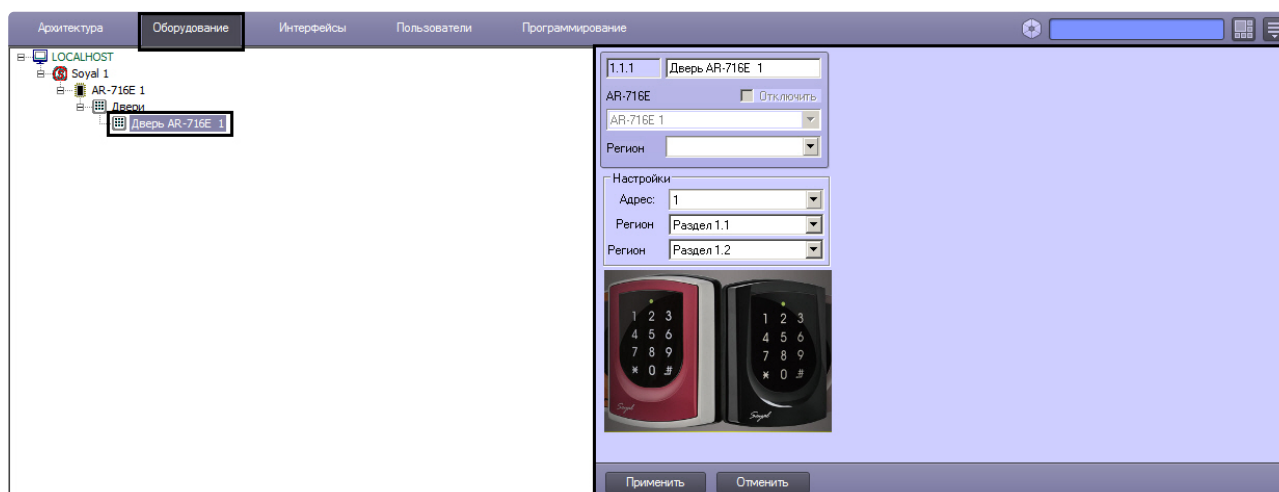 Архитектура Оборудование Интерфейсы Пользователи Программирование
LOCALHOST
Soyal 1
AR-716E 1
Двери
Дверь AR-716E 1
1.1.1 Дверь AR-716E 1
AR-716E Отключить
AR-716E 1
Регион
Настройки
Адрес: 1
Регион Раздел 1.1
Регион Раздел 1.2
1 2 3
4 5 6
7 8 9
* 0 #
Soyal
1 2 3
4 5 6
7 8 9
* 0 #
Soyal
Применить Отменить